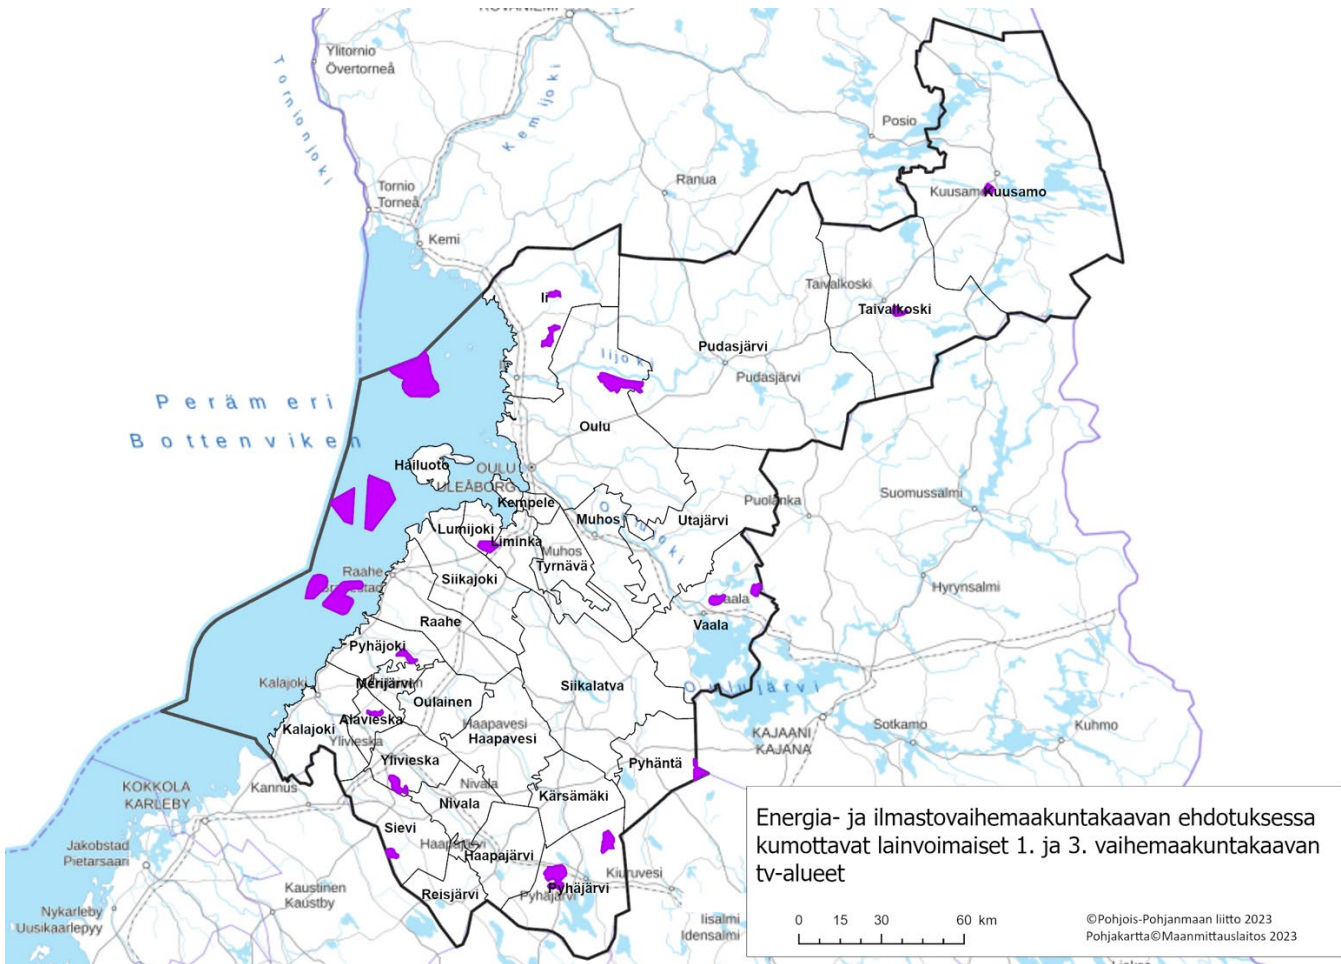 ROVANIEMI
Ylitornio
Övertorneå
Tornionjoki
Kemijoki
Posio
Ranua
Kuusamo
Kuusamo
Tornio
Torneå
Kemi
Taivalkoski
Taivalkoski
Ii
Pudasjärvi
Iijoki
Ii
Pudasjärvi
Perämeri
Bottenviken
Oulu
Hailuoto
OULU
ULEÅBORG
Kempele
Puolanka
Suomussalmi
Lumijoki
Muhos
Oulujoki
Utajärvi
Liminka
Muhos
Tyrnävä
Raahe
Brahestad
Siikajoki
Hyrynsalmi
Vaala
Raahe
Vaala
Pyhäjoki
Kalajoki
Merijärvi
Siikalatva
Oulujärvi
Oulainen
Alavieska
Haapavesi
Haapavesi
Kalajoki
Ylivieska
KAJAANI
KAJANA
Sotkamo
Kuhmo
Ylivieska
Pyhäntä
KOKKOLA
KARLEBY
Kannus
Nivala
Nivala
Kärsämäki
Sievi
Haapajärvi
Haapajärvi
Jakobstad
Pietarsaari
Kaustinen
Kaustby
Reisjärvi
Pyhäjärvi
Pyhäjärvi
Kiuruvesi
Nykarleby
Uusikaarlepyy
Iisalmi
Idensalmi
Energia- ja ilmastovaihemaakuntakaavan ehdotuksessa
kumottavat lainvoimaiset 1. ja 3. vaihemaakuntakaavan
tv-alueet
0 15 30 60 km
©Pohjois-Pohjanmaan liitto 2023
Pohjakartta©Maanmittauslaitos 2023